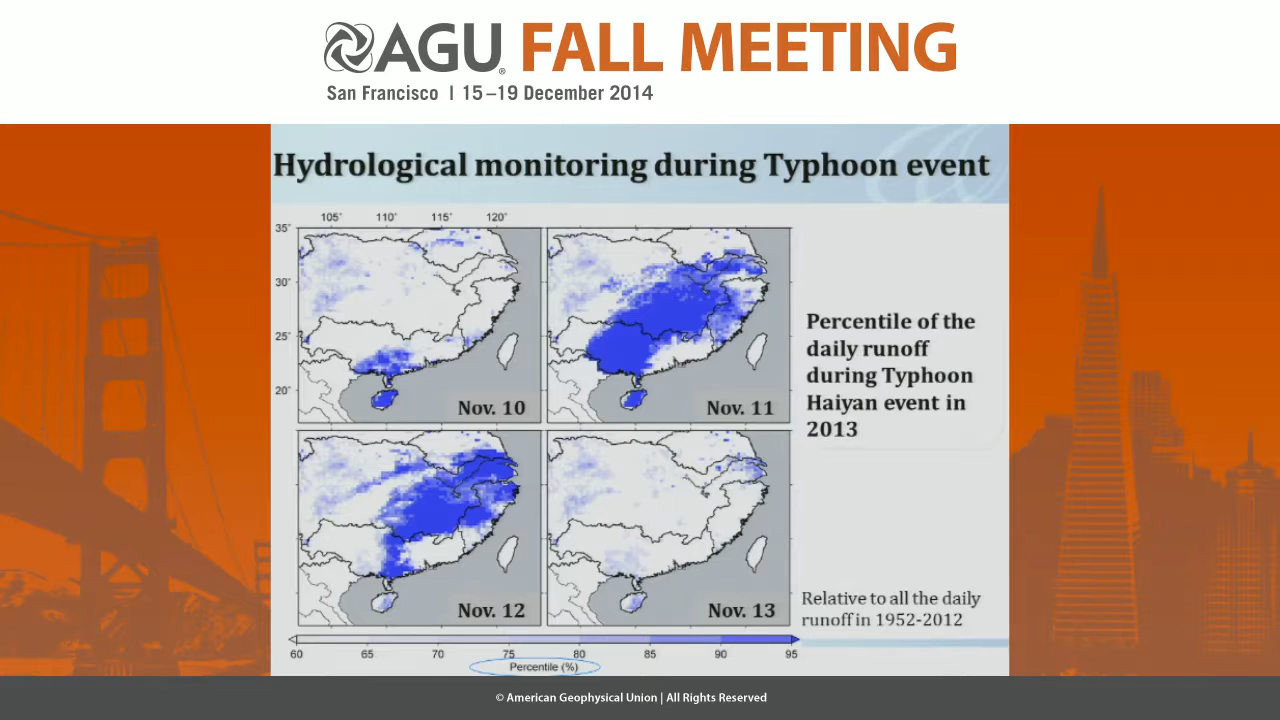 AGU® FALL MEETING
San Francisco | 15–19 December 2014
Hydrological monitoring during Typhoon event
105° 110° 115° 120°
35°
30°
25°
20°
Nov. 10
Nov. 11
Percentile of the
daily runoff
during Typhoon
Haiyan event in
2013
Nov. 12
Nov. 13
Relative to all the daily
runoff in 1952-2012
60 65 70 75 80 85 90 95
Percentile (%)
© American Geophysical Union | All Rights Reserved